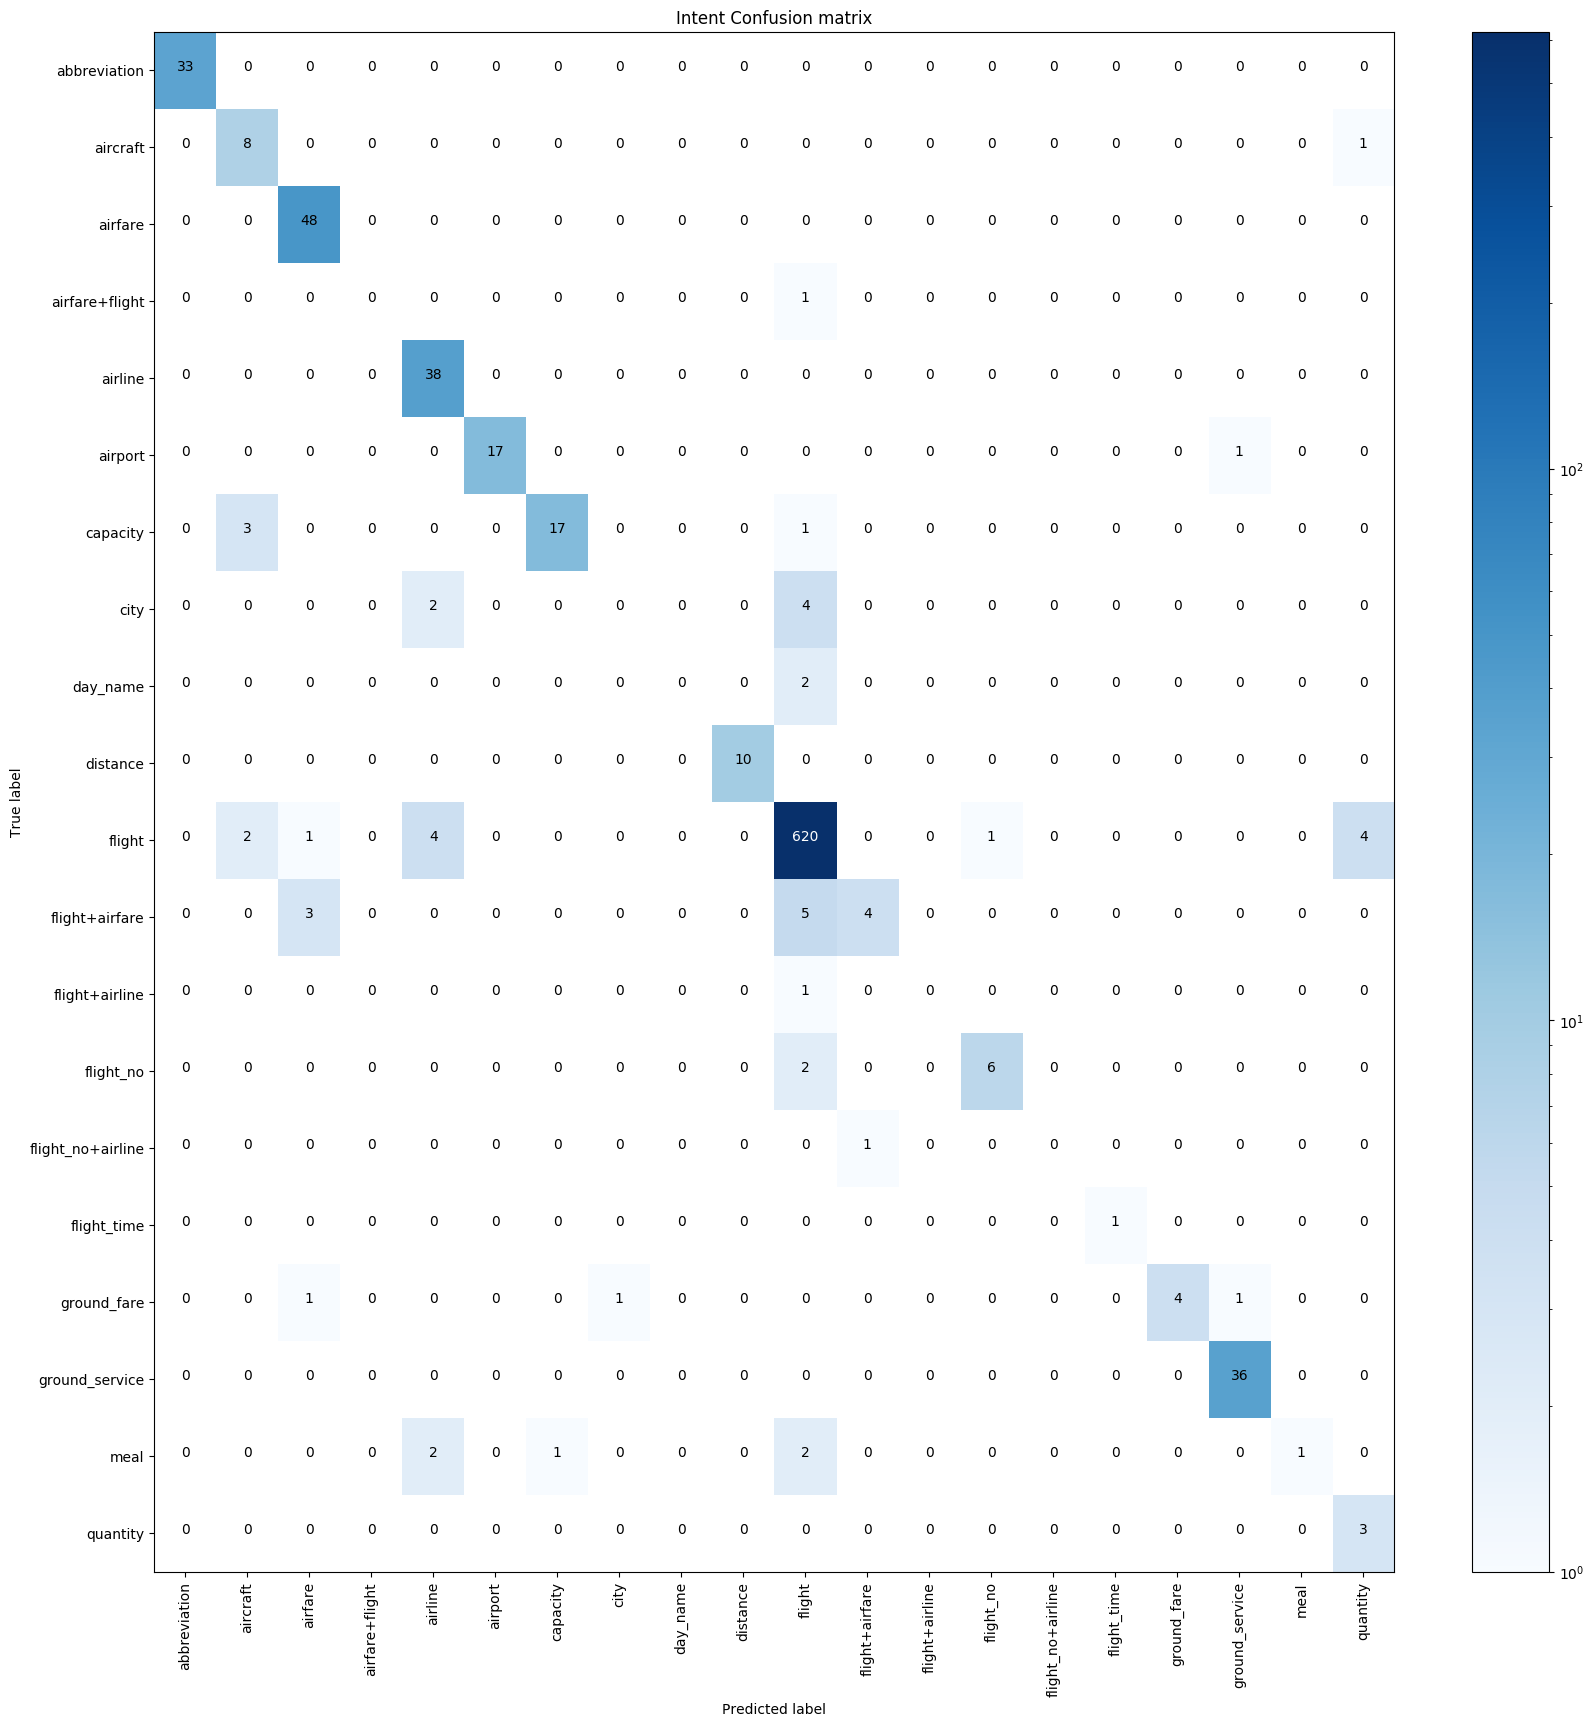 Intent Confusion matrix
abbreviation 33 0 0 0 0 0 0 0 0 0 0 0 0 0 0 0 0 0 0 0
aircraft 0 8 0 0 0 0 0 0 0 0 0 0 0 0 0 0 0 0 0 1
airfare 0 0 48 0 0 0 0 0 0 0 0 0 0 0 0 0 0 0 0 0
airfare+flight 0 0 0 0 0 0 0 0 0 0 1 0 0 0 0 0 0 0 0 0
airline 0 0 0 0 38 0 0 0 0 0 0 0 0 0 0 0 0 0 0 0
airport 0 0 0 0 0 17 0 0 0 0 0 0 0 0 0 0 0 1 0 0
capacity 0 3 0 0 0 0 17 0 0 0 1 0 0 0 0 0 0 0 0 0
city 0 0 0 0 2 0 0 0 0 0 4 0 0 0 0 0 0 0 0 0
day_name 0 0 0 0 0 0 0 0 0 0 2 0 0 0 0 0 0 0 0 0
distance 0 0 0 0 0 0 0 0 0 10 0 0 0 0 0 0 0 0 0 0
flight 0 2 1 0 4 0 0 0 0 0 620 0 0 1 0 0 0 0 0 4
flight+airfare 0 0 3 0 0 0 0 0 0 0 5 4 0 0 0 0 0 0 0 0
flight+airline 0 0 0 0 0 0 0 0 0 0 1 0 0 0 0 0 0 0 0 0
flight_no 0 0 0 0 0 0 0 0 0 0 2 0 0 6 0 0 0 0 0 0
flight_no+airline 0 0 0 0 0 0 0 0 0 0 0 1 0 0 0 0 0 0 0 0
flight_time 0 0 0 0 0 0 0 0 0 0 0 0 0 0 0 1 0 0 0 0
ground_fare 0 0 1 0 0 0 0 1 0 0 0 0 0 0 0 0 4 1 0 0
ground_service 0 0 0 0 0 0 0 0 0 0 0 0 0 0 0 0 0 36 0 0
meal 0 0 0 0 2 0 1 0 0 0 2 0 0 0 0 0 0 0 1 0
quantity 0 0 0 0 0 0 0 0 0 0 0 0 0 0 0 0 0 0 0 3
True label
abbreviation
aircraft
airfare
airfare+flight
airline
airport
capacity
city
day_name
distance
flight
flight+airfare
flight+airline
flight_no
flight_no+airline
flight_time
ground_fare
ground_service
meal
quantity
Predicted label
10²
10¹
10⁰